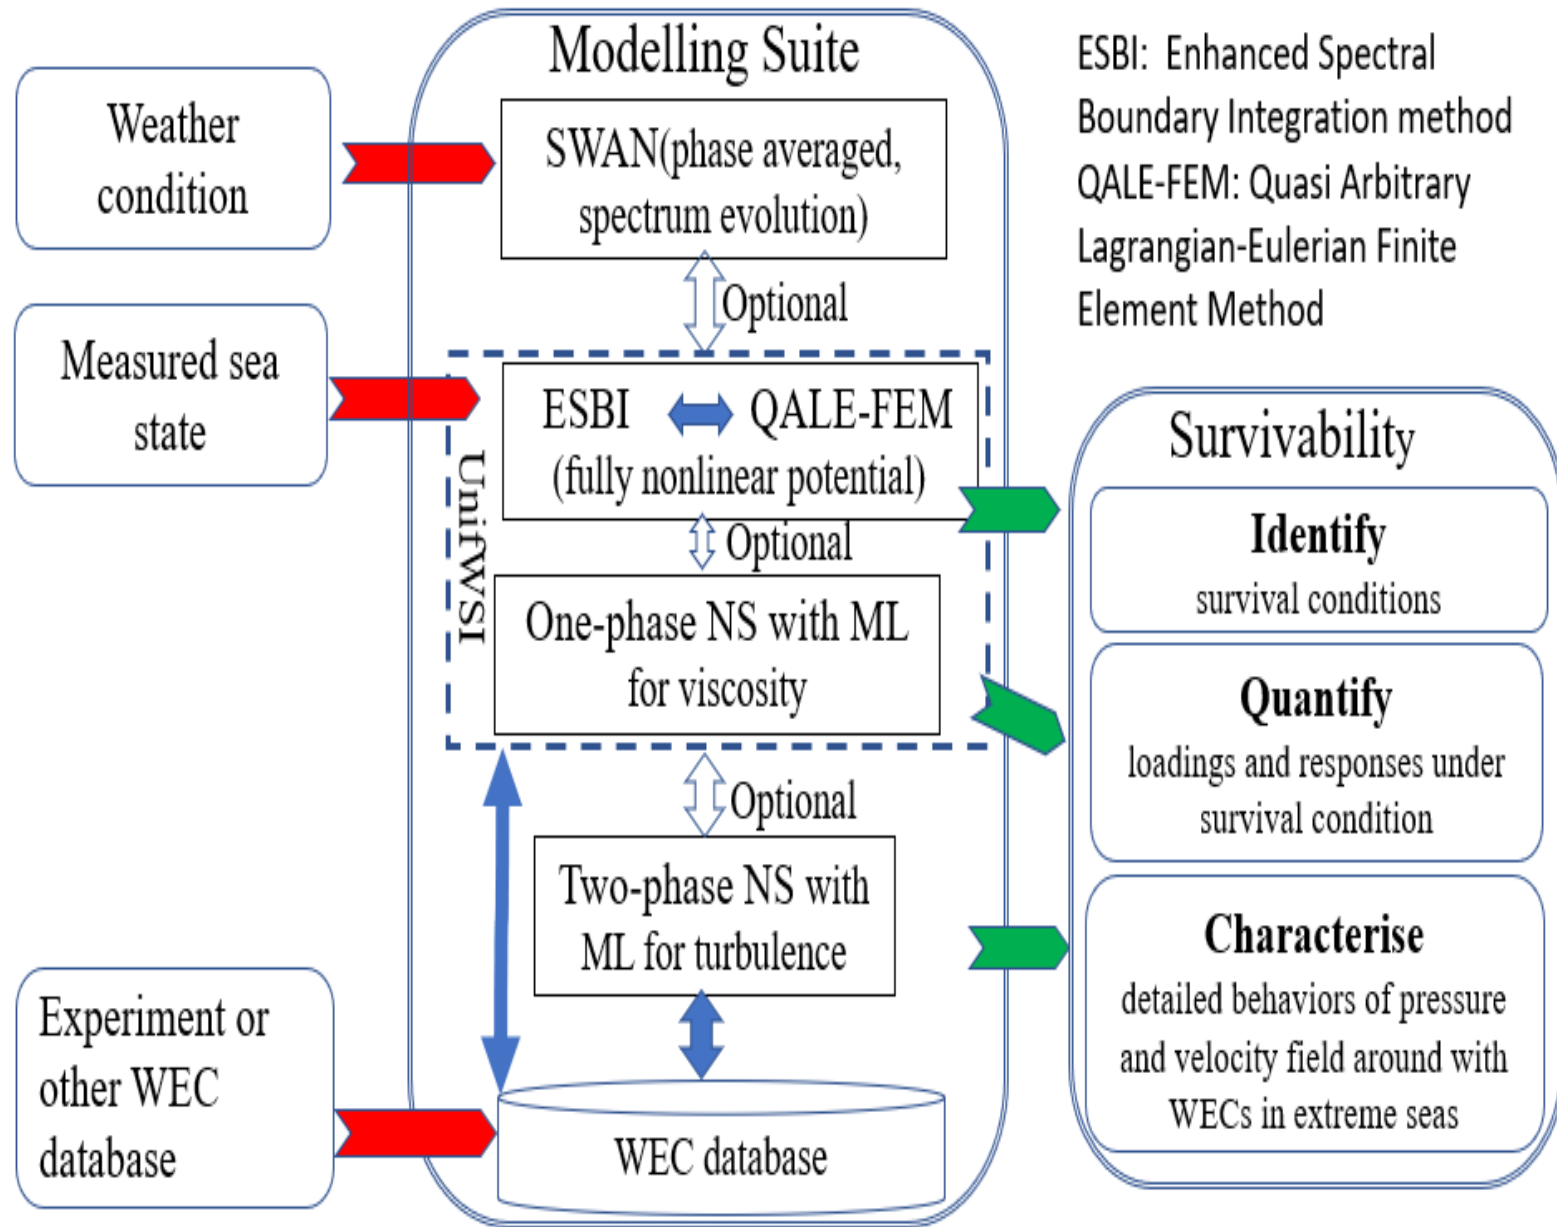 Modelling Suite
Weather
condition
SWAN(phase averaged,
spectrum evolution)
Optional
Measured sea
state
ESBI QALE-FEM
(fully nonlinear potential)
UnifWSI
Optional
One-phase NS with ML
for viscosity
Optional
Two-phase NS with
ML for turbulence
Experiment or
other WEC
database
WEC database
ESBI: Enhanced Spectral
Boundary Integration method
QALE-FEM: Quasi Arbitrary
Lagrangian-Eulerian Finite
Element Method
Survivability
Identify
survival conditions
Quantify
loadings and responses under
survival condition
Characterise
detailed behaviors of pressure
and velocity field around with
WECs in extreme seas